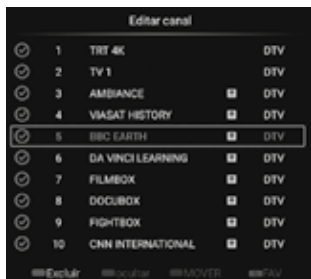 Editar canal
1 TRT 4K DTV
2 TV 1 DTV
3 AMBIANCE DTV
4 VIASAT HISTORY DTV
5 BBC EARTH DTV
6 DA VINCI LEARNING DTV
7 FILMBOX DTV
8 DOCUBOX DTV
9 FIGHTBOX DTV
10 CNN INTERNATIONAL DTV
Excluir ocultar MOVER FAV